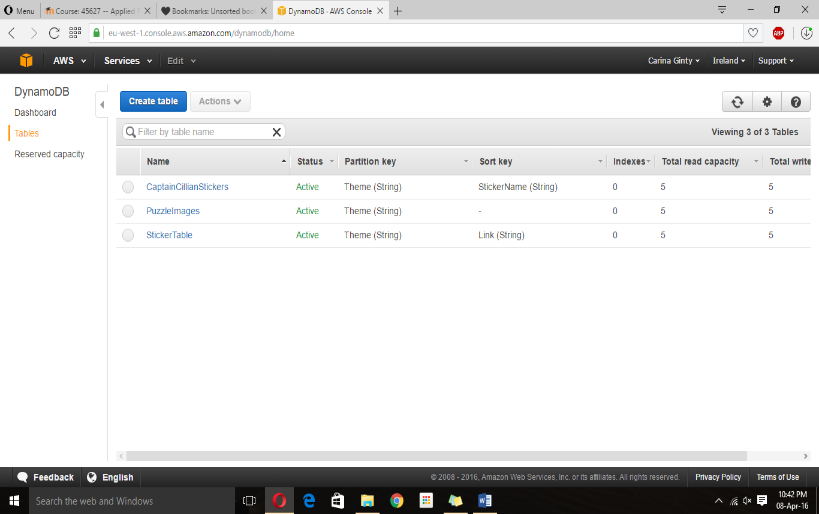 Menu
Course: 45627 -- Applied
Bookmarks: Unsorted boo
DynamoDB · AWS Console
eu-west-1.console.aws.amazon.com/dynamodb/home
ABP
AWS Services Edit
Carina Ginty Ireland Support
DynamoDB
Dashboard
Tables
Reserved capacity
Create table Actions
Filter by table name
Viewing 3 of 3 Tables
Name Status Partition key Sort key Indexes Total read capacity Total write
CaptainCillianStickers Active Theme (String) StickerName (String) 0 5 5
PuzzleImages Active Theme (String) - 0 5 5
StickerTable Active Theme (String) Link (String) 0 5 5
Feedback English
© 2008 - 2016, Amazon Web Services, Inc. or its affiliates. All rights reserved. Privacy Policy Terms of Use
Search the web and Windows
10:42 PM
08-Apr-16